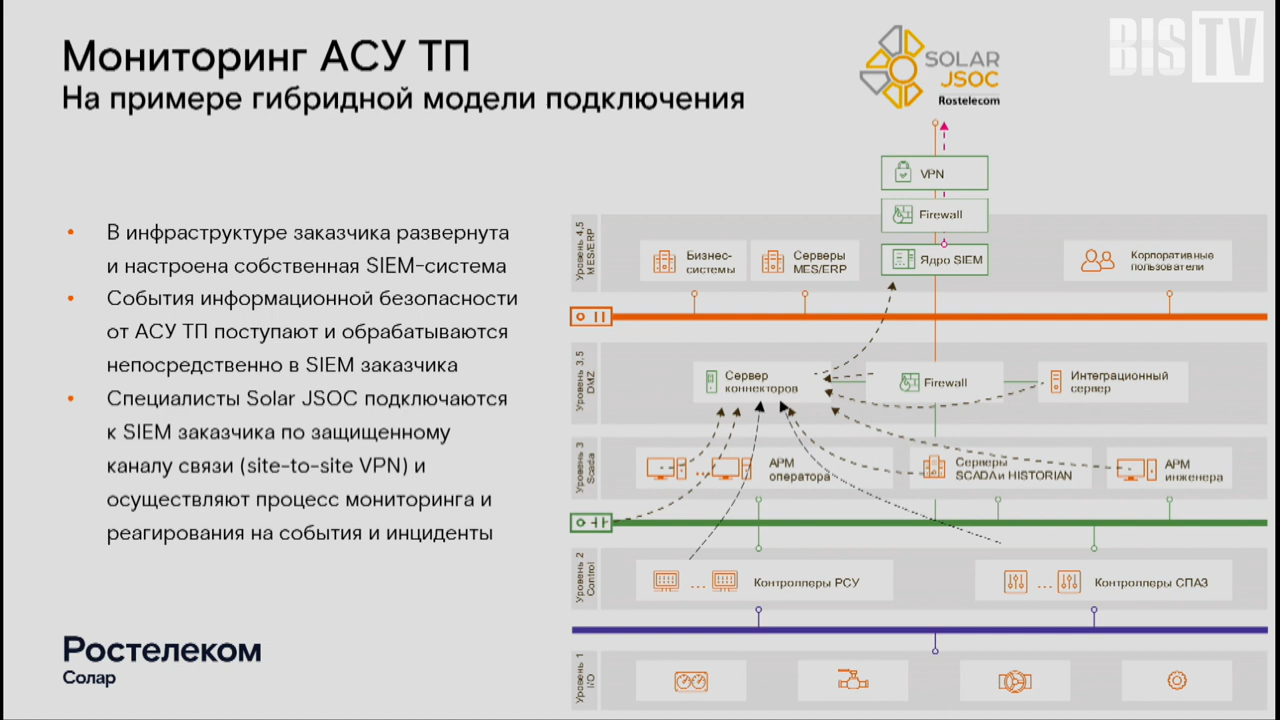 Мониторинг АСУ ТП
На примере гибридной модели подключения
SOLAR
JSOC
Rostelecom
BIS TV
• В инфраструктуре заказчика развернута
и настроена собственная SIEM-система
• События информационной безопасности
от АСУ ТП поступают и обрабатываются
непосредственно в SIEM заказчика
• Специалисты Solar JSOC подключаются
к SIEM заказчика по защищенному
каналу связи (site-to-site VPN) и
осуществляют процесс мониторинга и
реагирования на события и инциденты
Ростелеком
Солар
VPN
Firewall
Уровень 4,5
MES/ERP
Бизнес-
системы
Серверы
MES/ERP
Ядро SIEM
Корпоративные
пользователи
Уровень 3.5
DMZ
Сервер
коннекторов
Firewall
Интеграционный
сервер
Уровень 3
Scada
АРМ
оператора
Серверы
SCADA и HISTORIAN
АРМ
инженера
Уровень 2
Control
Контроллеры РСУ
Контроллеры СПАЗ
Уровень 1
I/O